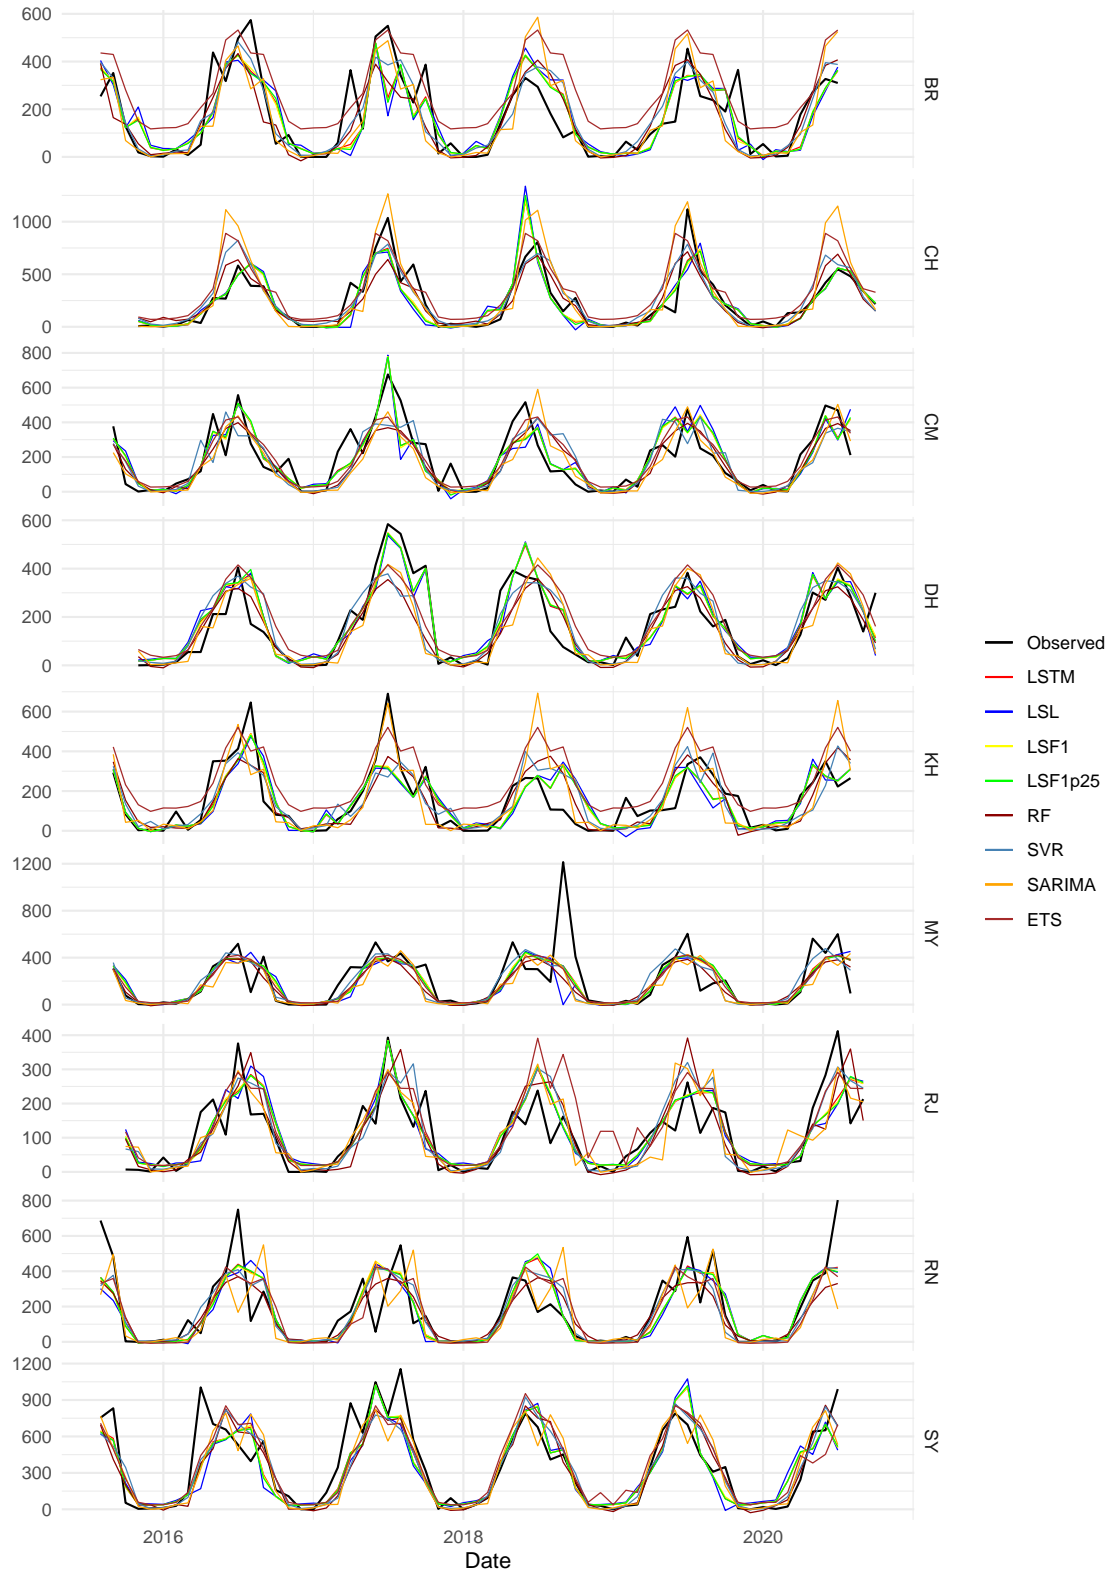 600
400
200
0
BR
1000
500
0
CH
800
600
400
200
0
CM
600
400
200
0
DH
Observed
LSTM
LSL
LSF1
LSF1p25
RF
SVR
SARIMA
ETS
600
400
200
0
KH
1200
800
400
0
MY
400
300
200
100
0
RJ
800
600
400
200
0
RN
1200
900
600
300
0
SY
2016 2018 2020
Date